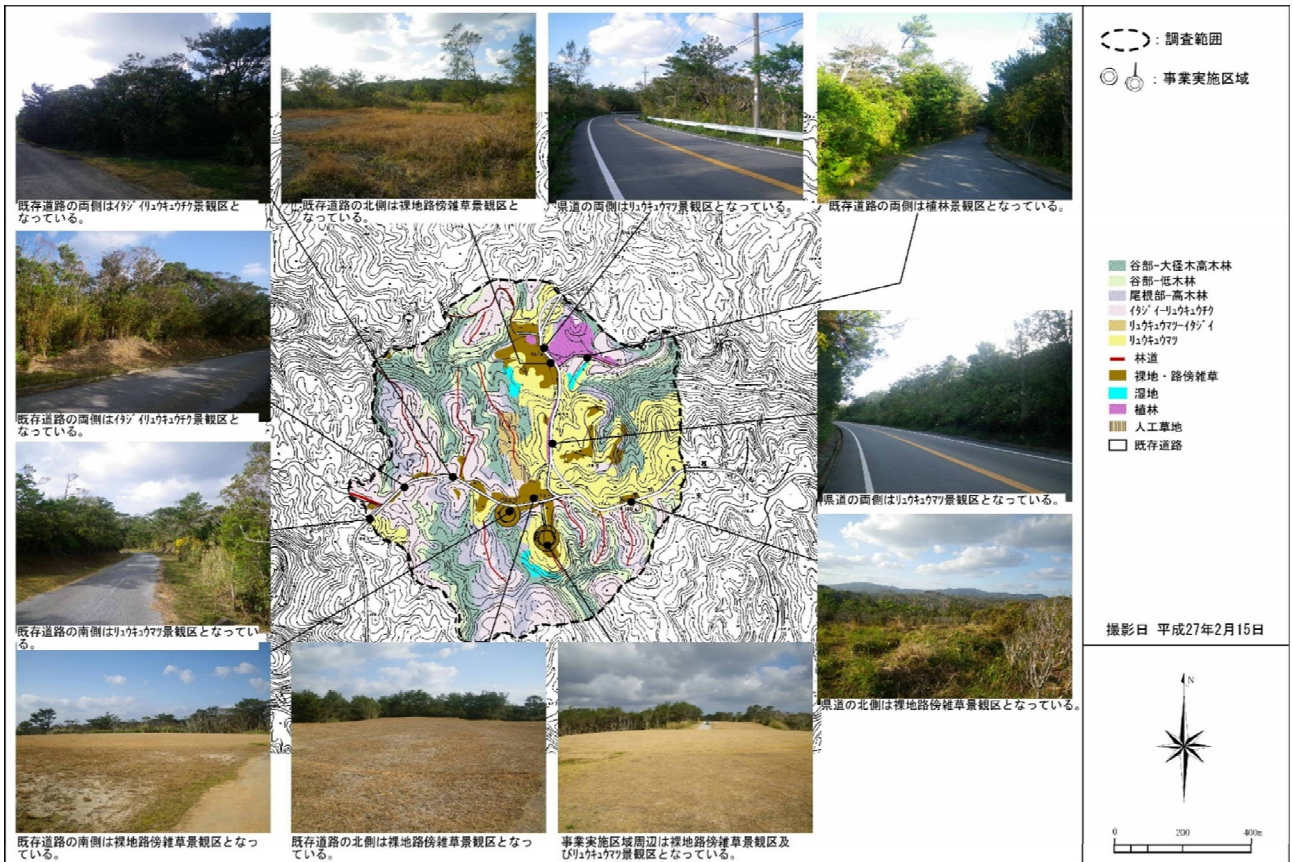 既存道路の両側はイタジイリュウキュウチク景観区と
なっている。
既存道路の北側は裸地路傍雑草景観区と
なっている。
県道の両側はリュウキュウマツ景観区となっている。
既存道路の両側は植林景観区となっている。
既存道路の両側はイタジイリュウキュウチク景観区と
なっている。
既存道路の南側はリュウキュウマツ景観区となってい
る。
県道の両側はリュウキュウマツ景観区となっている。
県道の北側は裸地路傍雑草景観区となっている。
既存道路の南側は裸地路傍雑草景観区となっ
ている。
既存道路の北側は裸地路傍雑草景観区となっ
ている。
事業実施区域周辺は裸地路傍雑草景観区及
びリュウキュウマツ景観区となっている。
：調査範囲
：事業実施区域
谷部-大径木高木林
谷部-低木林
尾根部-高木林
イタジイーリュウキュウチク
リュウキュウマツーイタジイ
リュウキュウマツ
林道
裸地・路傍雑草
湿地
植林
人工草地
既存道路
撮影日 平成27年2月15日
N
0 200 400m